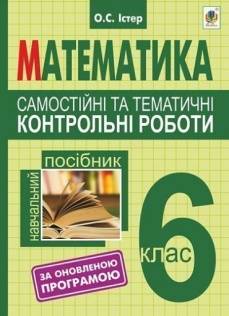 О.С. Істер
МАТЕМАТИКА
САМОСТІЙНІ ТА ТЕМАТИЧНІ
КОНТРОЛЬНІ РОБОТИ
навчальний
посібник
6
клас
ЗА ОНОВЛЕНОЮ
ПРОГРАМОЮ